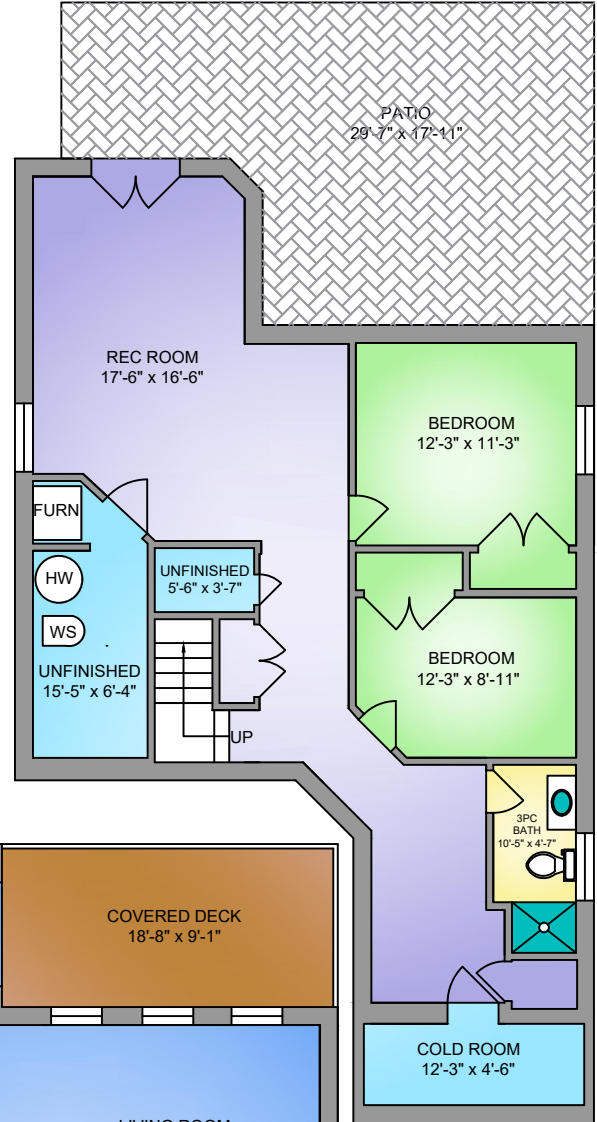 PATIO
29'-7" x 17'-11"
REC ROOM
17'-6" x 16'-6"
BEDROOM
12'-3" x 11'-3"
FURN
HW
WS
UNFINISHED
5'-6" x 3'-7"
UNFINISHED
15'-5" x 6'-4"
BEDROOM
12'-3" x 8'-11"
UP
3PC
BATH
10'-5" x 4'-7"
COVERED DECK
18'-8" x 9'-1"
COLD ROOM
12'-3" x 4'-6"
LIVING ROOM